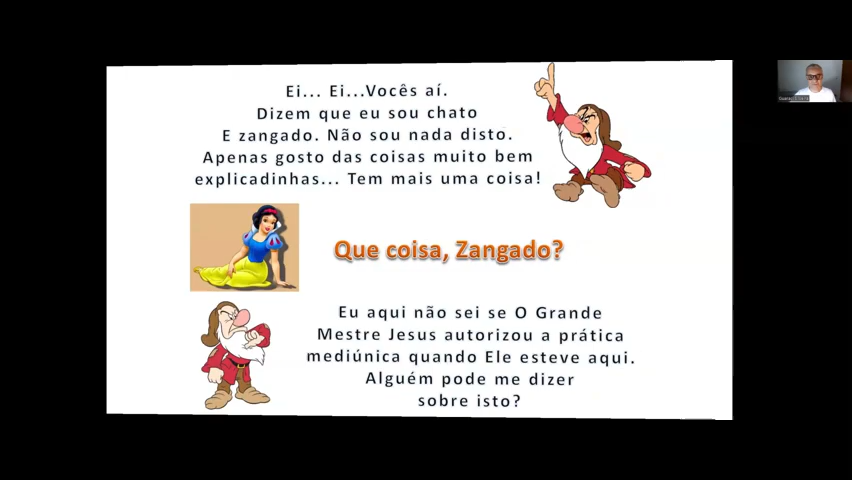 Ei... Ei...Vocês aí.
Dizem que eu sou chato
E zangado. Não sou nada disto.
Apenas gosto das coisas muito bem
explicadinhas... Tem mais uma coisa!
Que coisa, Zangado?
Eu aqui não sei se O Grande
Mestre Jesus autorizou a prática
mediúnica quando Ele esteve aqui.
Alguém pode me dizer
sobre isto?